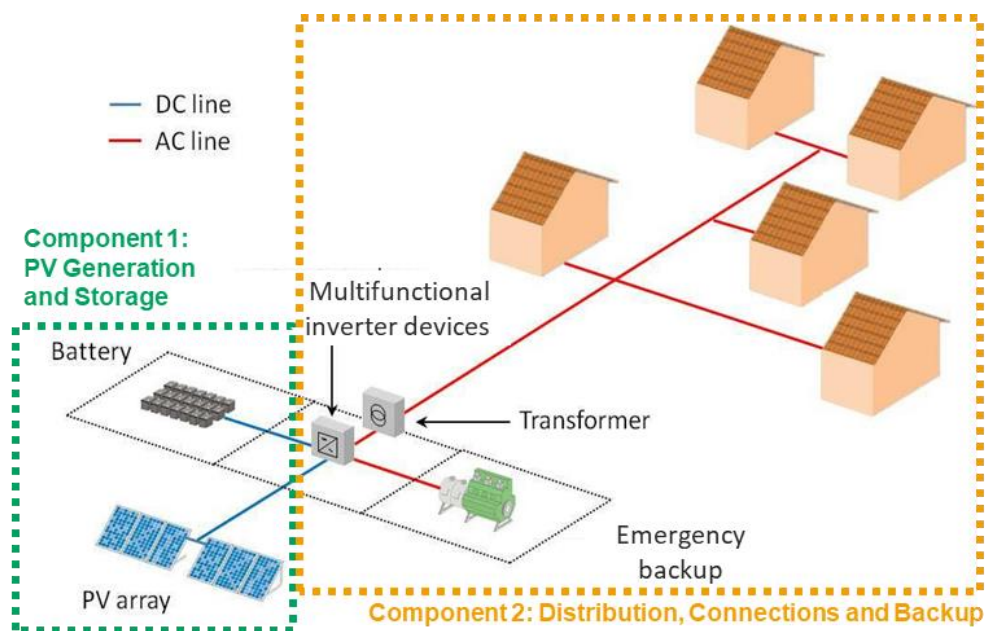 DC line
AC line
Component 1:
PV Generation
and Storage
Multifunctional
inverter devices
Battery
Transformer
Emergency
backup
PV array
Component 2: Distribution, Connections and Backup